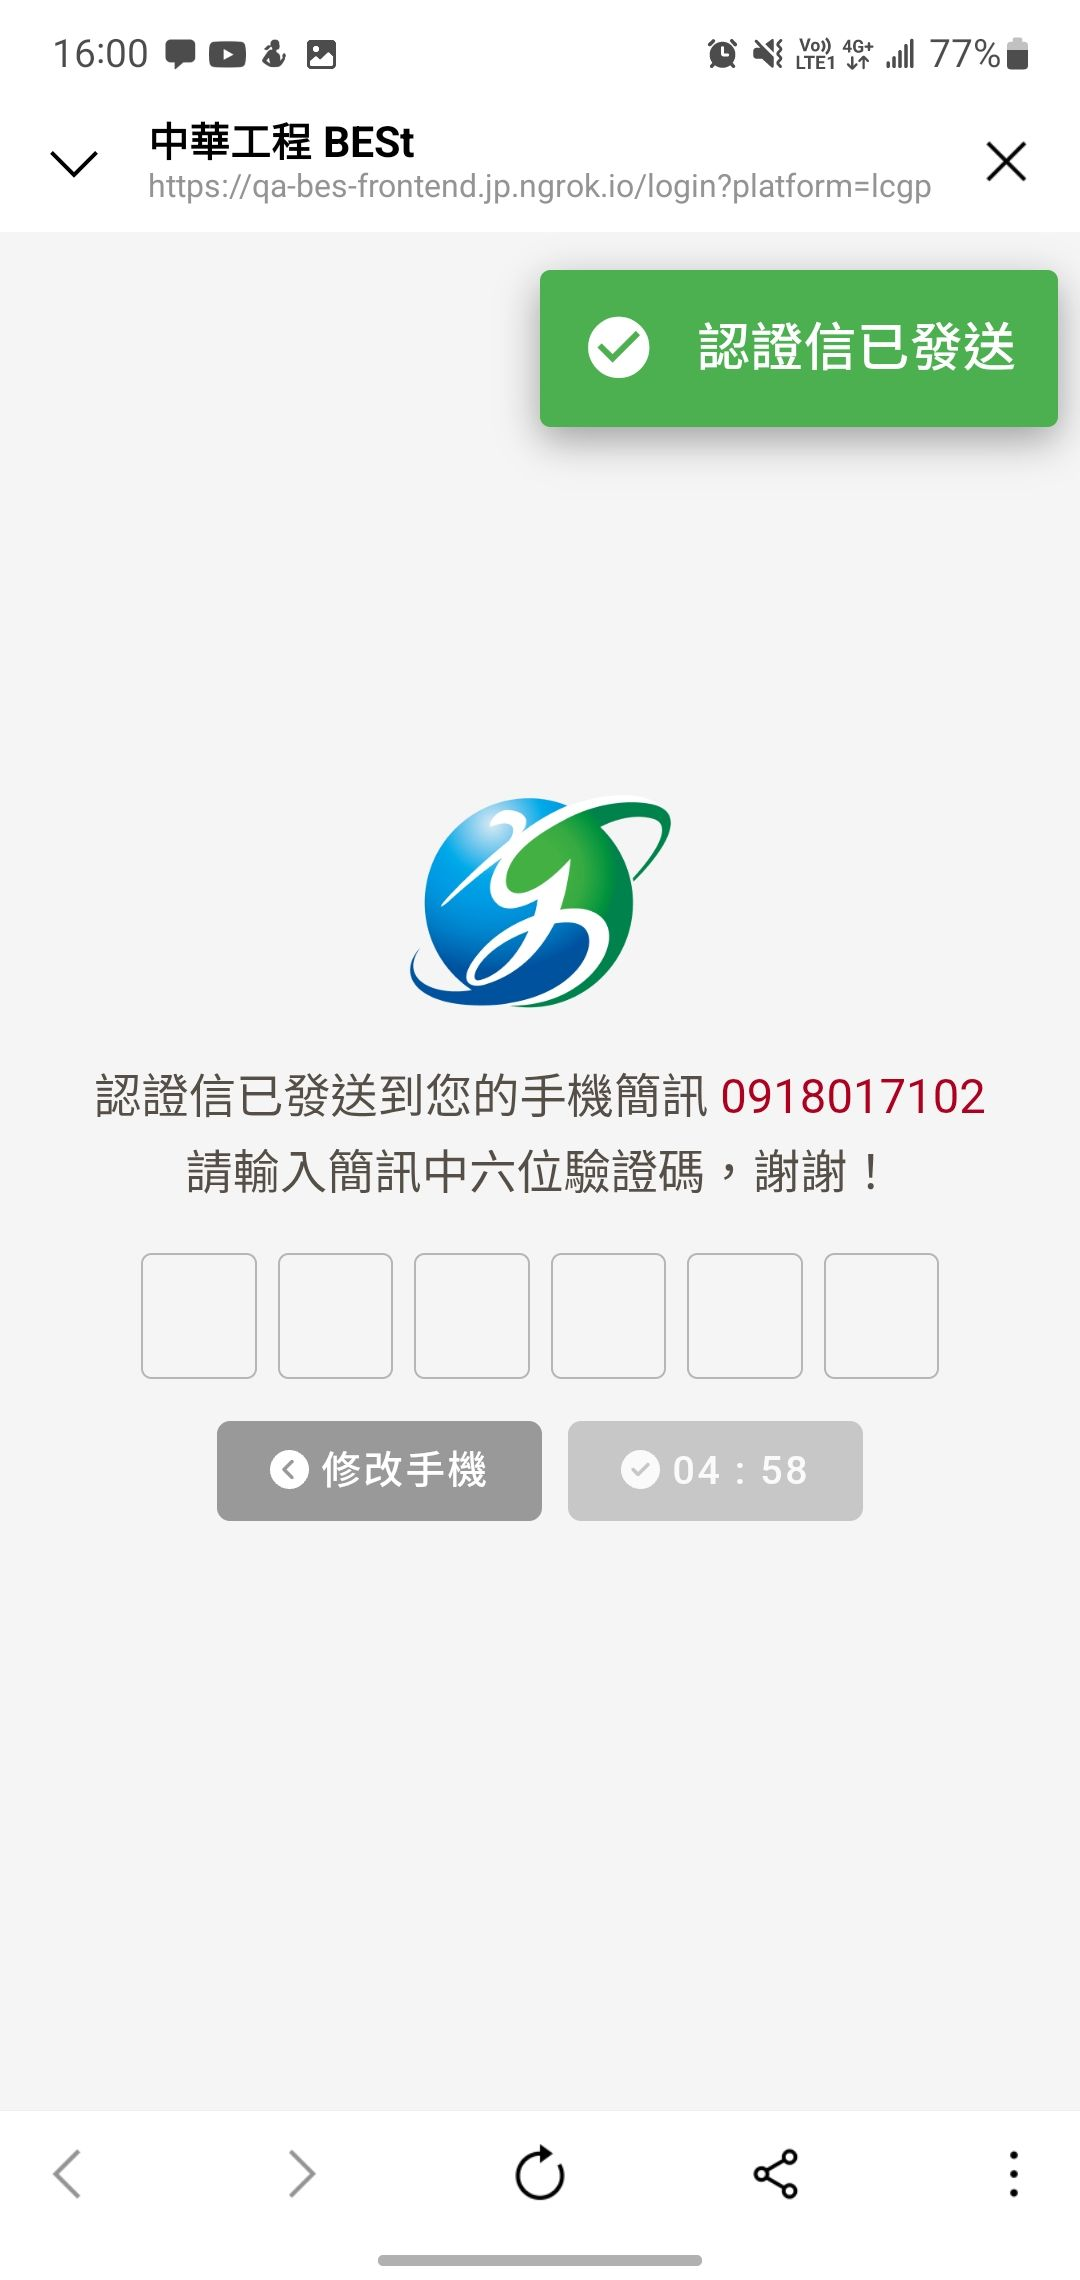 16:00
Vo)) LTE1 4G+ 77%
中華工程 BESt
https://qa-bes-frontend.jp.ngrok.io/login?platform=lcgp
認證信已發送
認證信已發送到您的手機簡訊 0918017102
請輸入簡訊中六位驗證碼，謝謝！
修改手機
04 : 58